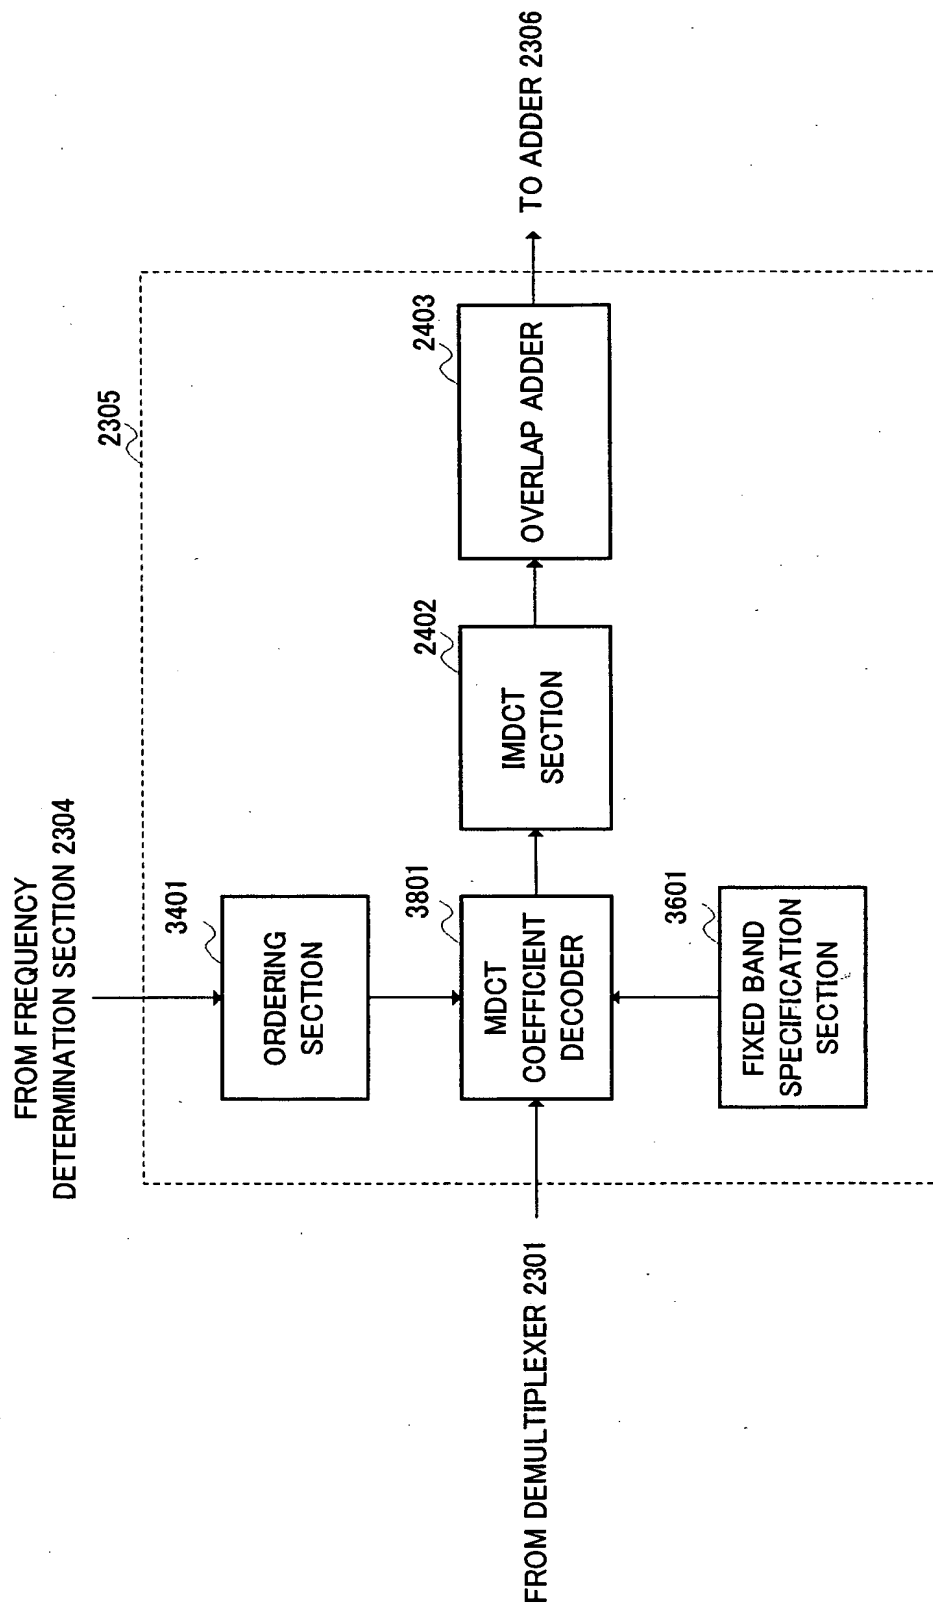 FROM FREQUENCY
DETERMINATION SECTION 2304
2305
3401
ORDERING
SECTION
FROM DEMULTIPLEXER 2301
3801
MDCT
COEFFICIENT
DECODER
2402
IMDCT
SECTION
2403
OVERLAP ADDER
TO ADDER 2306
3601
FIXED BAND
SPECIFICATION
SECTION